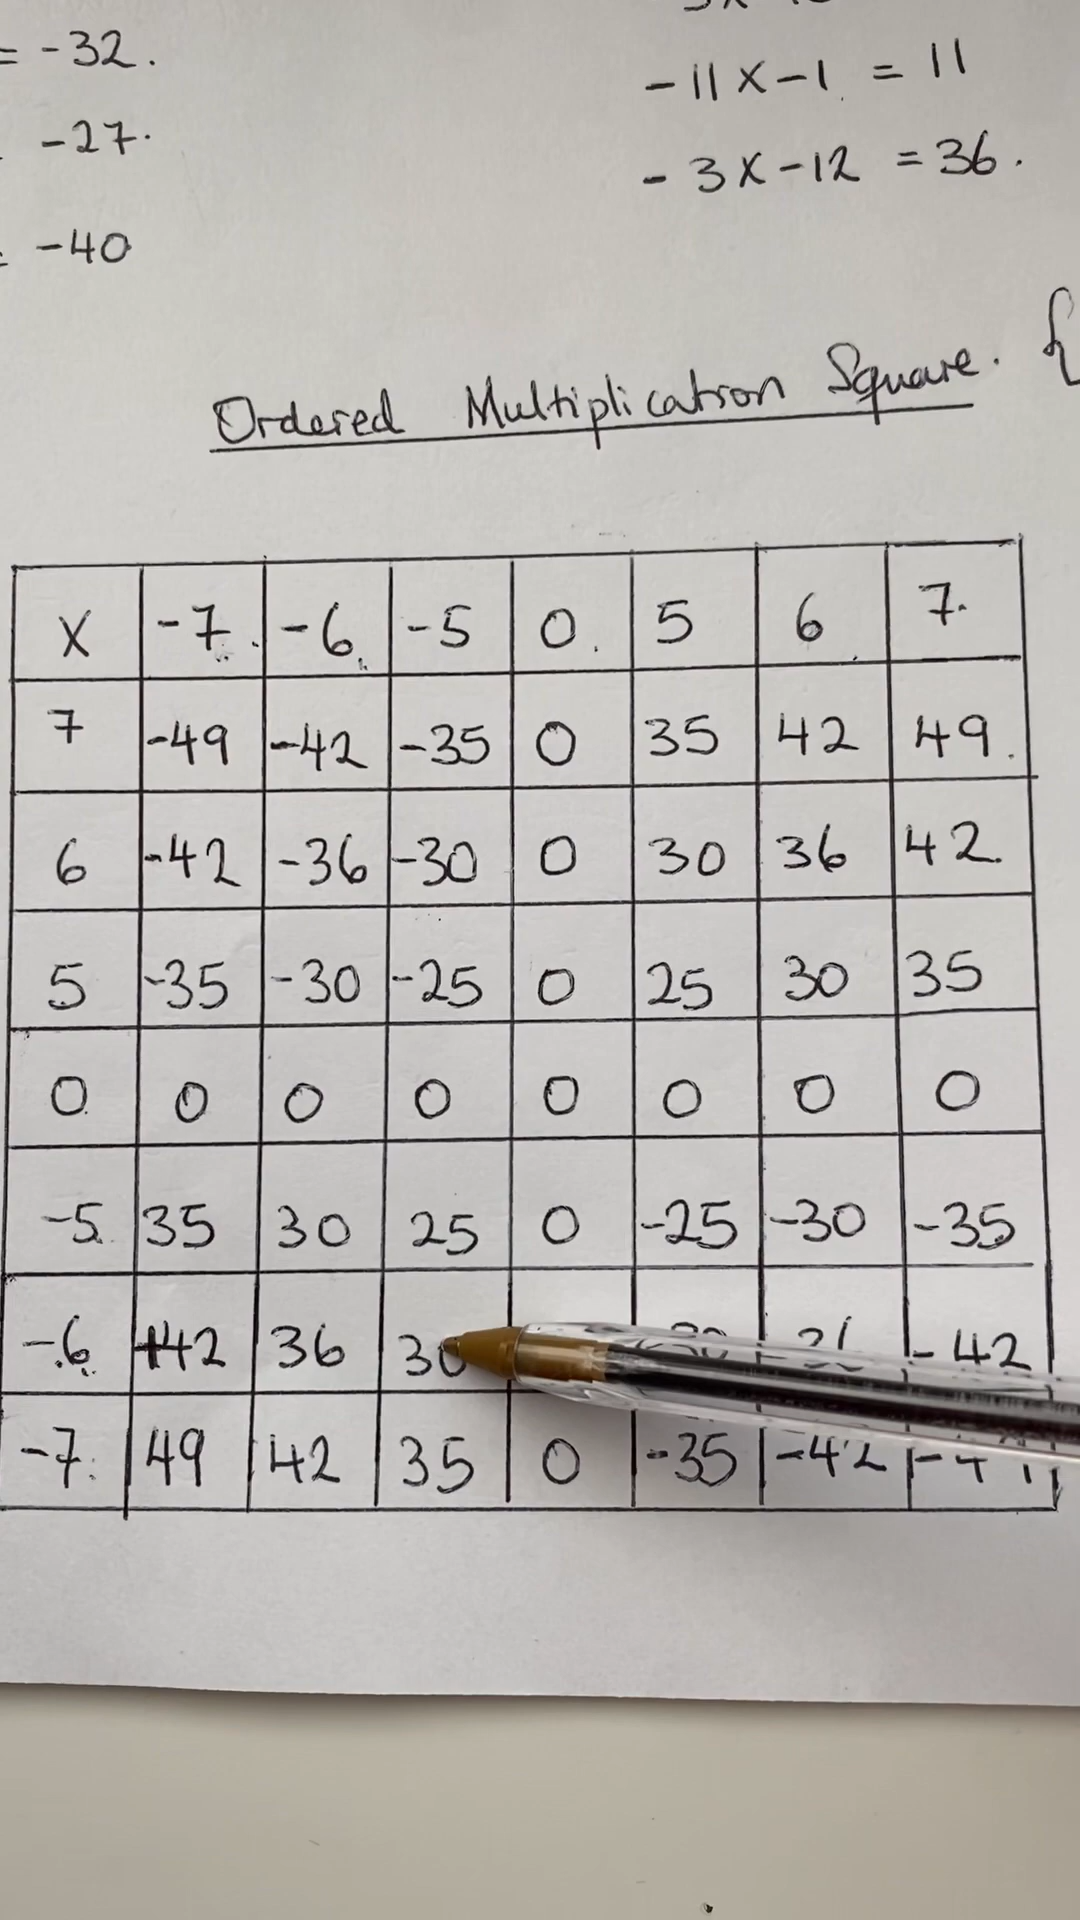 = -32.
-11 x -1 = 11
-27.
-3 x -12 = 36.
= -40
Ordered Multiplication Square. {
X -7. -6. -5 0. 5 6 7.
7 -49 -42 -35 0 35 42 49.
6 -42 -36 -30 0 30 36 42.
5 -35 -30 -25 0 25 30 35
0 0 0 0 0 0 0 0
-5. 35 30 25 0 -25 -30 -35
-6 +42 36 30 -42
-7. 49 42 35 0 -35 -42